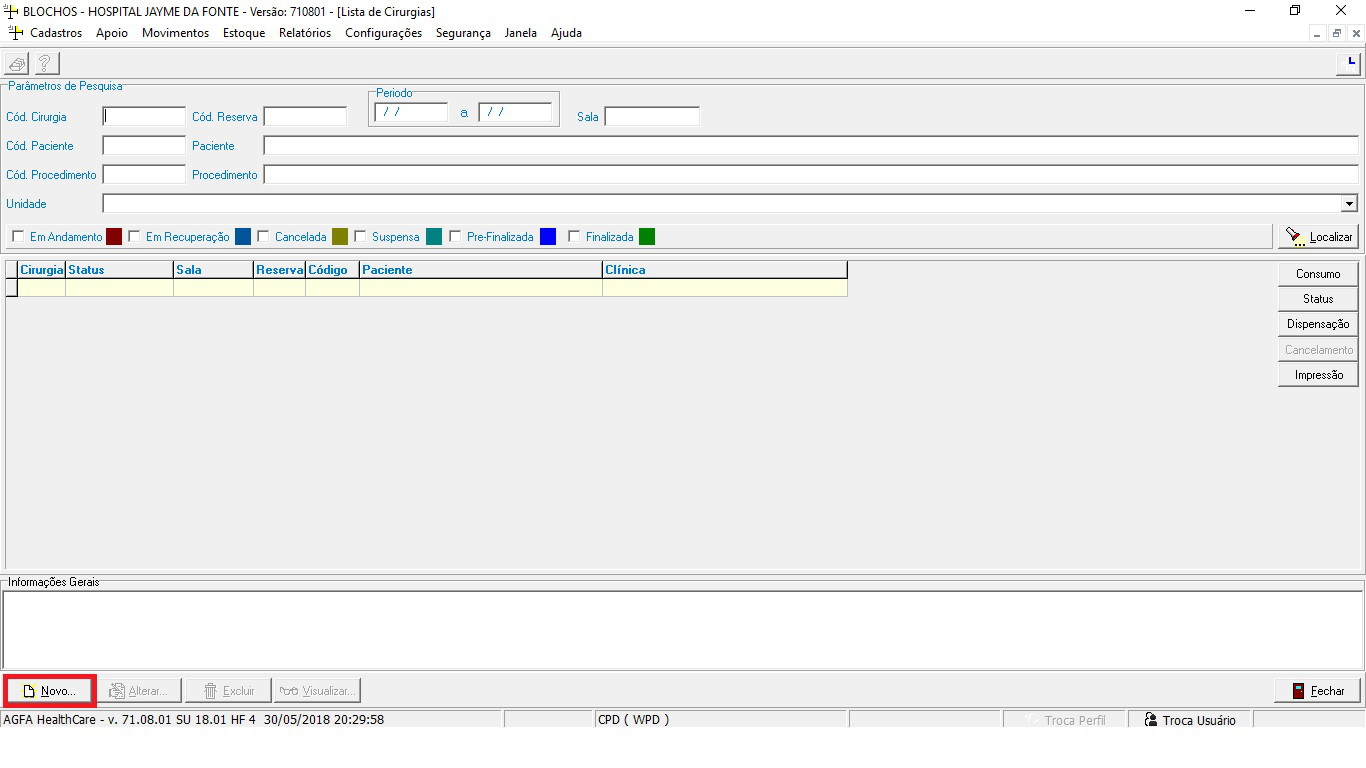 BLOCHOS - HOSPITAL JAYME DA FONTE - Versão: 710801 - [Lista de Cirurgias]
Cadastros Apoio Movimentos Estoque Relatórios Configurações Segurança Janela Ajuda
Parâmetros de Pesquisa
Periodo
Cód. Cirurgia Cód. Reserva / / a / / Sala
Cód. Paciente Paciente
Cód. Procedimento Procedimento
Unidade
Em Andamento Em Recuperação Cancelada Suspensa Pre-Finalizada Finalizada Localizar
Cirurgia Status Sala Reserva Código Paciente Clínica
Consumo
Status
Dispensação
Cancelamento
Impressão
Informações Gerais
Novo... Alterar... Excluir Visualizar... Fechar
AGFA HealthCare - v. 71.08.01 SU 18.01 HF 4 30/05/2018 20:29:58 CPD ( WPD ) Troca Perfil Troca Usuário